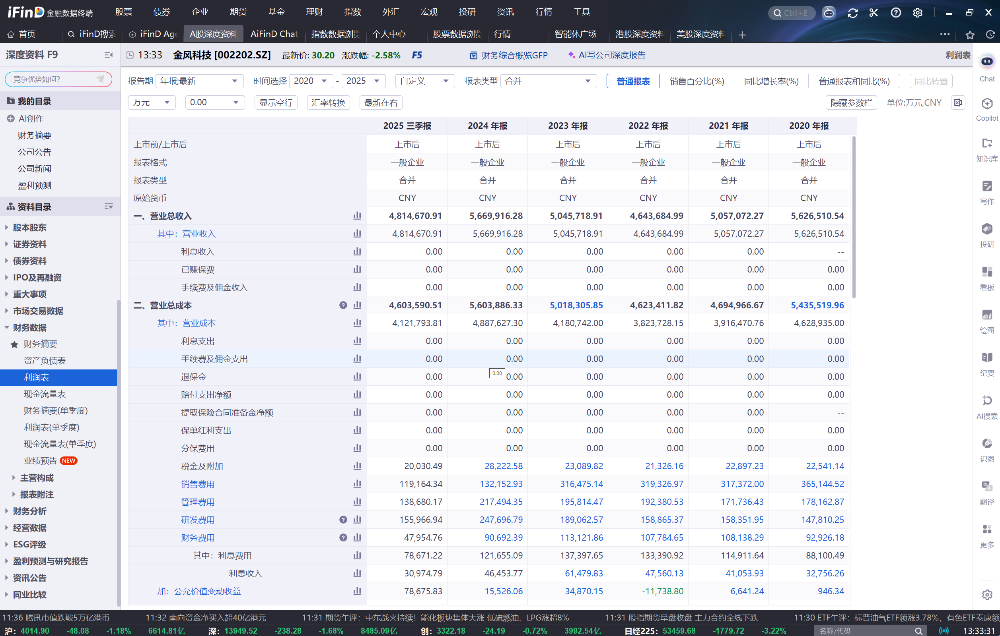 iFinD 金融数据终端 股票 债券 企业 期货 基金 理财 指数 外汇 宏观 投研 资讯 行情 工具 Ctrl+E
首页 iFinD搜索 iFinD Age A股深度资料 AiFinD Chat 指数数据浏览 个人中心 股票数据浏览 行情 智能体广场 港股深度资料 美股深度资料
深度资料 F9
竞争优势如何?
我的目录
AI创作
财务摘要
公司公告
公司新闻
盈利预测
资料目录
股本股东
证券资料
债券资料
IPO及再融资
重大事项
市场交易数据
财务数据
财务摘要
资产负债表
利润表
现金流量表
财务摘要(单季度)
利润表(单季度)
现金流量表(单季度)
业绩预告 NEW
主营构成
报表附注
财务分析
经营数据
ESG评级
盈利预测与研究报告
资讯公告
同业比较
13:33 金风科技 [002202.SZ] 最新价: 30.20 涨跌幅: -2.58% F5 财务综合概览GFP AI写公司深度报告 利润表
报告期 年报;最新 时间选择 2020 - 2025 自定义 报表类型 合并 普通报表 销售百分比(%) 同比增长率(%) 普通报表和同比(%) 同比转置
万元 0.00 显示空行 汇率转换 最新在右 隐藏参数栏 单位:万元,CNY
2025 三季报 2024 年报 2023 年报 2022 年报 2021 年报 2020 年报
上市前/上市后 上市后 上市后 上市后 上市后 上市后 上市后
报表格式 一般企业 一般企业 一般企业 一般企业 一般企业 一般企业
报表类型 合并 合并 合并 合并 合并 合并
原始货币 CNY CNY CNY CNY CNY CNY
一、营业总收入 4,814,670.91 5,669,916.28 5,045,718.91 4,643,684.99 5,057,072.27 5,626,510.54
其中：营业收入 4,814,670.91 5,669,916.28 5,045,718.91 4,643,684.99 5,057,072.27 5,626,510.54
利息收入 0.00 0.00 0.00 0.00 0.00 --
已赚保费 0.00 0.00 0.00 0.00 0.00 0.00
手续费及佣金收入 0.00 0.00 0.00 0.00 0.00 0.00
二、营业总成本 4,603,590.51 5,603,886.33 5,018,305.85 4,623,411.82 4,694,966.67 5,435,519.96
其中：营业成本 4,121,793.81 4,887,627.30 4,180,742.00 3,823,728.15 3,916,470.76 4,628,935.00
利息支出 0.00 0.00 0.00 0.00 0.00 0.00
手续费及佣金支出 0.00 0.00 0.00 0.00 0.00 0.00
退保金 0.00 0.00 0.00 0.00 0.00 0.00
0.00
赔付支出净额 0.00 0.00 0.00 0.00 0.00 0.00
提取保险合同准备金净额 0.00 0.00 0.00 0.00 0.00 --
保单红利支出 0.00 0.00 0.00 0.00 0.00 0.00
分保费用 0.00 0.00 0.00 0.00 0.00 0.00
税金及附加 20,030.49 28,222.58 23,089.82 21,326.16 22,897.23 22,541.14
销售费用 119,164.34 132,152.93 316,475.14 319,326.97 317,372.00 365,144.52
管理费用 138,680.17 217,494.35 195,814.47 192,380.53 171,736.43 178,162.87
研发费用 155,966.94 247,696.79 189,062.57 158,865.37 158,351.95 147,810.25
财务费用 47,954.76 90,692.39 113,121.86 107,784.65 108,138.29 92,926.18
其中：利息费用 78,671.22 121,655.09 137,397.65 133,390.92 114,911.64 88,100.49
利息收入 30,974.79 46,453.77 61,479.83 47,560.13 41,053.93 32,756.26
加：公允价值变动收益 78,675.83 15,526.06 34,870.15 -11,738.80 6,641.24 946.34
Chat
Copilot
知识库
写作
投研
看板
绘图
纪要
AI搜索
识图
翻译
更多
11:36 腾讯市值跌破5万亿港币 11:32 南向资金净买入超40亿港元 11:31 期货午评：中东战火持续！能化板块集体大涨 低硫燃油、LPG涨超8% 11:31 股指期货早盘收盘 主力合约全线下跌 11:30 ETF午评：标普油气ETF领涨3.78%，有色ETF泰康领
沪: 4014.90 -48.08 -1.18% 6614.81亿 深: 13949.52 -238.28 -1.68% 8485.09亿 创: 3322.18 -24.19 -0.72% 3992.54亿 日经225: 53459.68 -1779.72 -3.22% 名称/代码 13:33:31